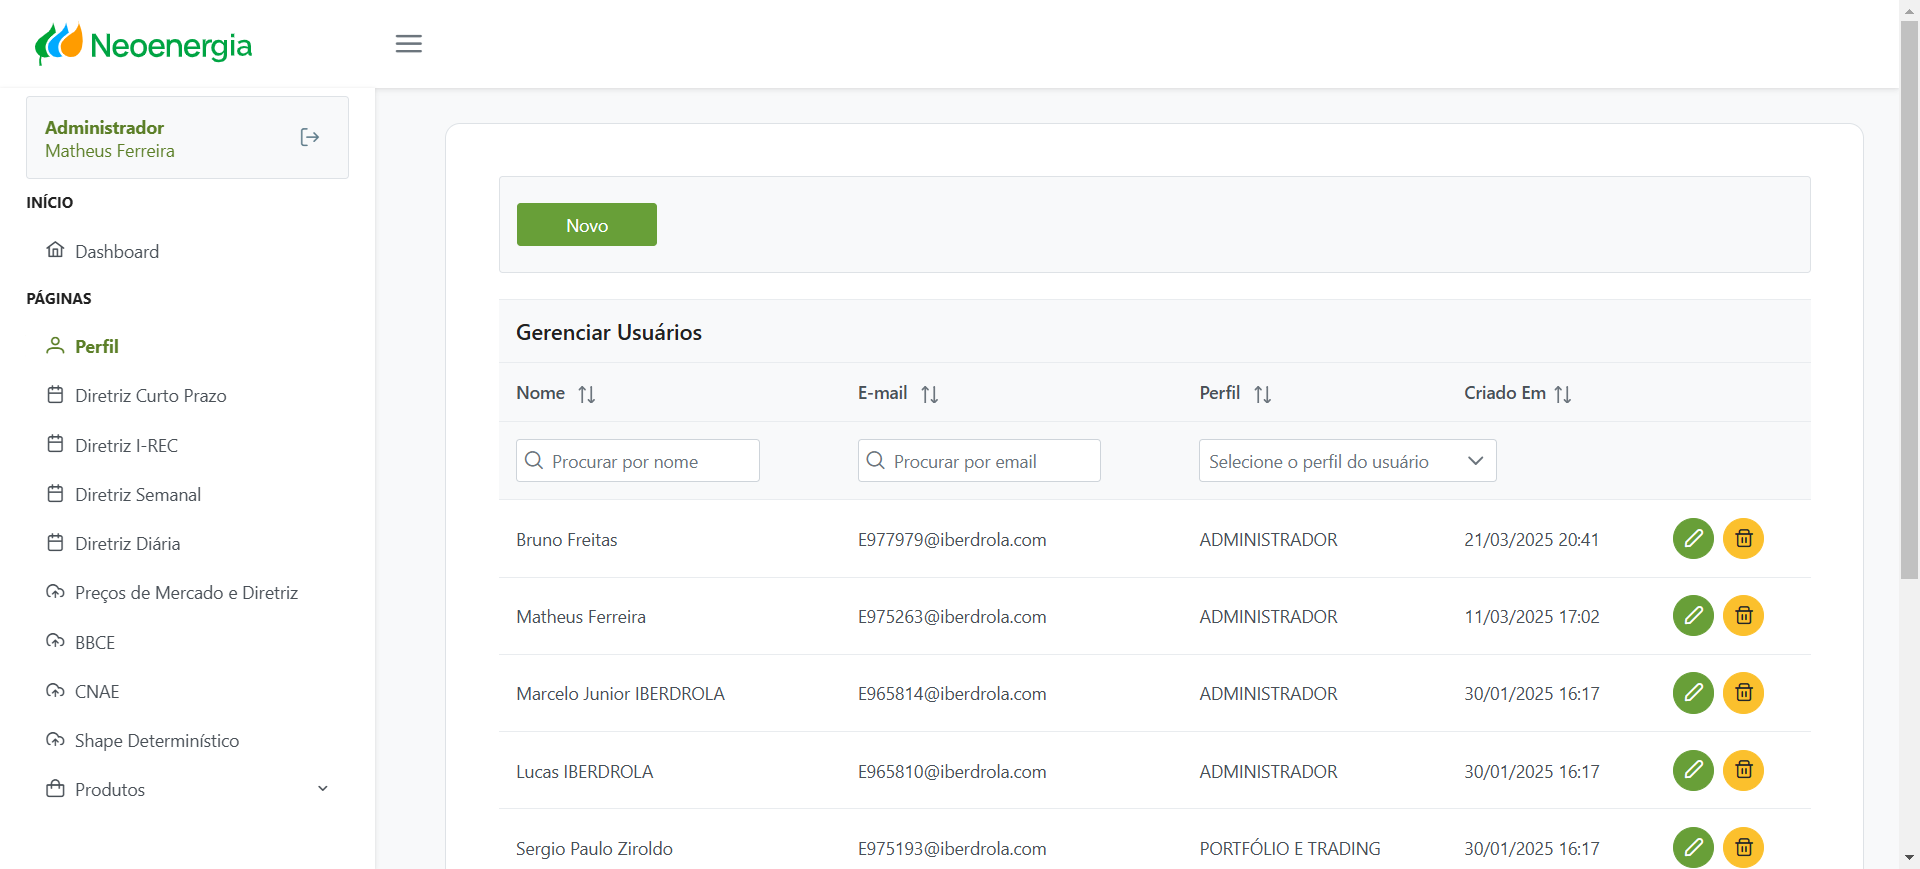 Neoenergia
Administrador
Matheus Ferreira
INÍCIO
Dashboard
PÁGINAS
Perfil
Diretriz Curto Prazo
Diretriz I-REC
Diretriz Semanal
Diretriz Diária
Preços de Mercado e Diretriz
BBCE
CNAE
Shape Determinístico
Produtos
Novo
Gerenciar Usuários
Nome E-mail Perfil Criado Em
Procurar por nome Procurar por email Selecione o perfil do usuário
Bruno Freitas E977979@iberdrola.com ADMINISTRADOR 21/03/2025 20:41
Matheus Ferreira E975263@iberdrola.com ADMINISTRADOR 11/03/2025 17:02
Marcelo Junior IBERDROLA E965814@iberdrola.com ADMINISTRADOR 30/01/2025 16:17
Lucas IBERDROLA E965810@iberdrola.com ADMINISTRADOR 30/01/2025 16:17
Sergio Paulo Ziroldo E975193@iberdrola.com PORTFÓLIO E TRADING 30/01/2025 16:17